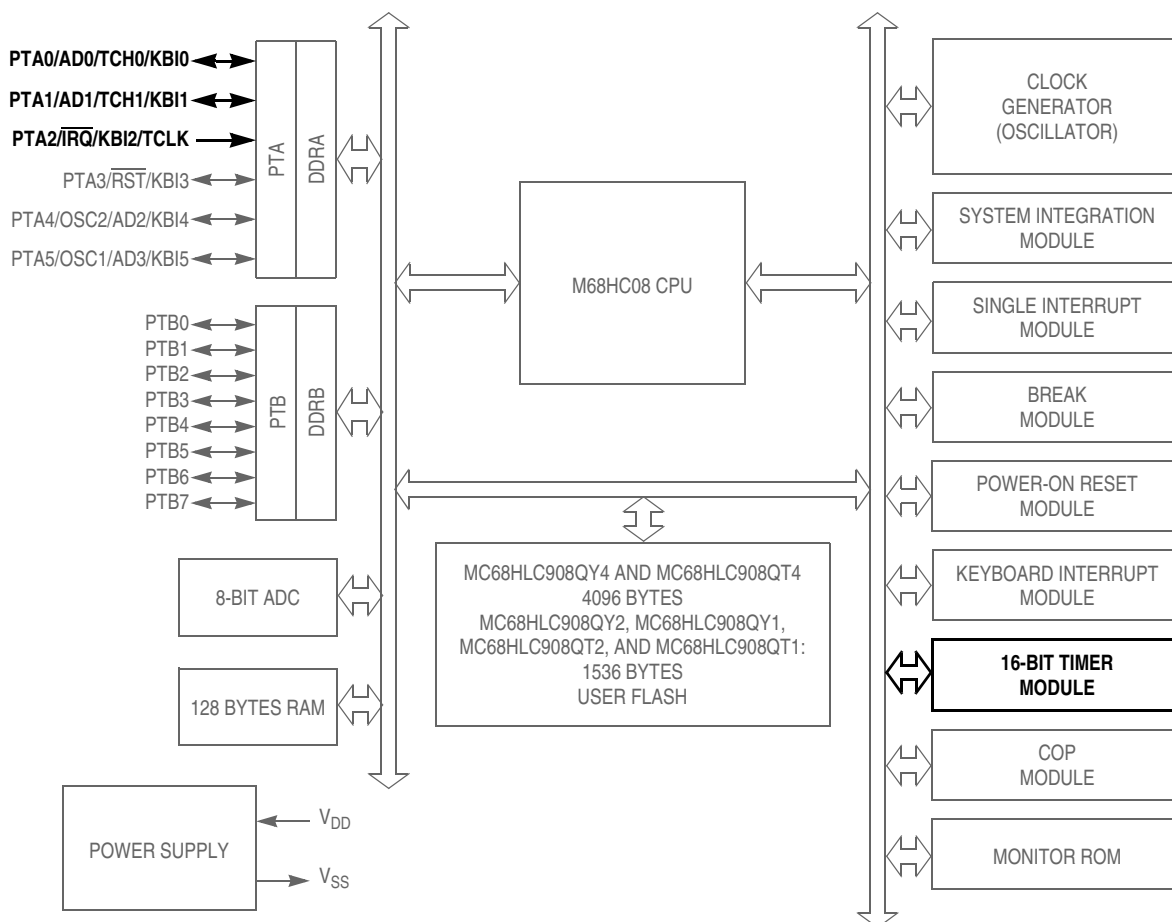 PTA0/AD0/TCH0/KBI0
PTA1/AD1/TCH1/KBI1
PTA2/I̅R̅Q̅/KBI2/TCLK
PTA3/R̅S̅T̅/KBI3
PTA4/OSC2/AD2/KBI4
PTA5/OSC1/AD3/KBI5
PTA
DDRA
PTB0
PTB1
PTB2
PTB3
PTB4
PTB5
PTB6
PTB7
PTB
DDRB
8-BIT ADC
128 BYTES RAM
POWER SUPPLY
VDD
VSS
M68HC08 CPU
MC68HLC908QY4 AND MC68HLC908QT4
4096 BYTES
MC68HLC908QY2, MC68HLC908QY1,
MC68HLC908QT2, AND MC68HLC908QT1:
1536 BYTES
USER FLASH
CLOCK
GENERATOR
(OSCILLATOR)
SYSTEM INTEGRATION
MODULE
SINGLE INTERRUPT
MODULE
BREAK
MODULE
POWER-ON RESET
MODULE
KEYBOARD INTERRUPT
MODULE
16-BIT TIMER
MODULE
COP
MODULE
MONITOR ROM